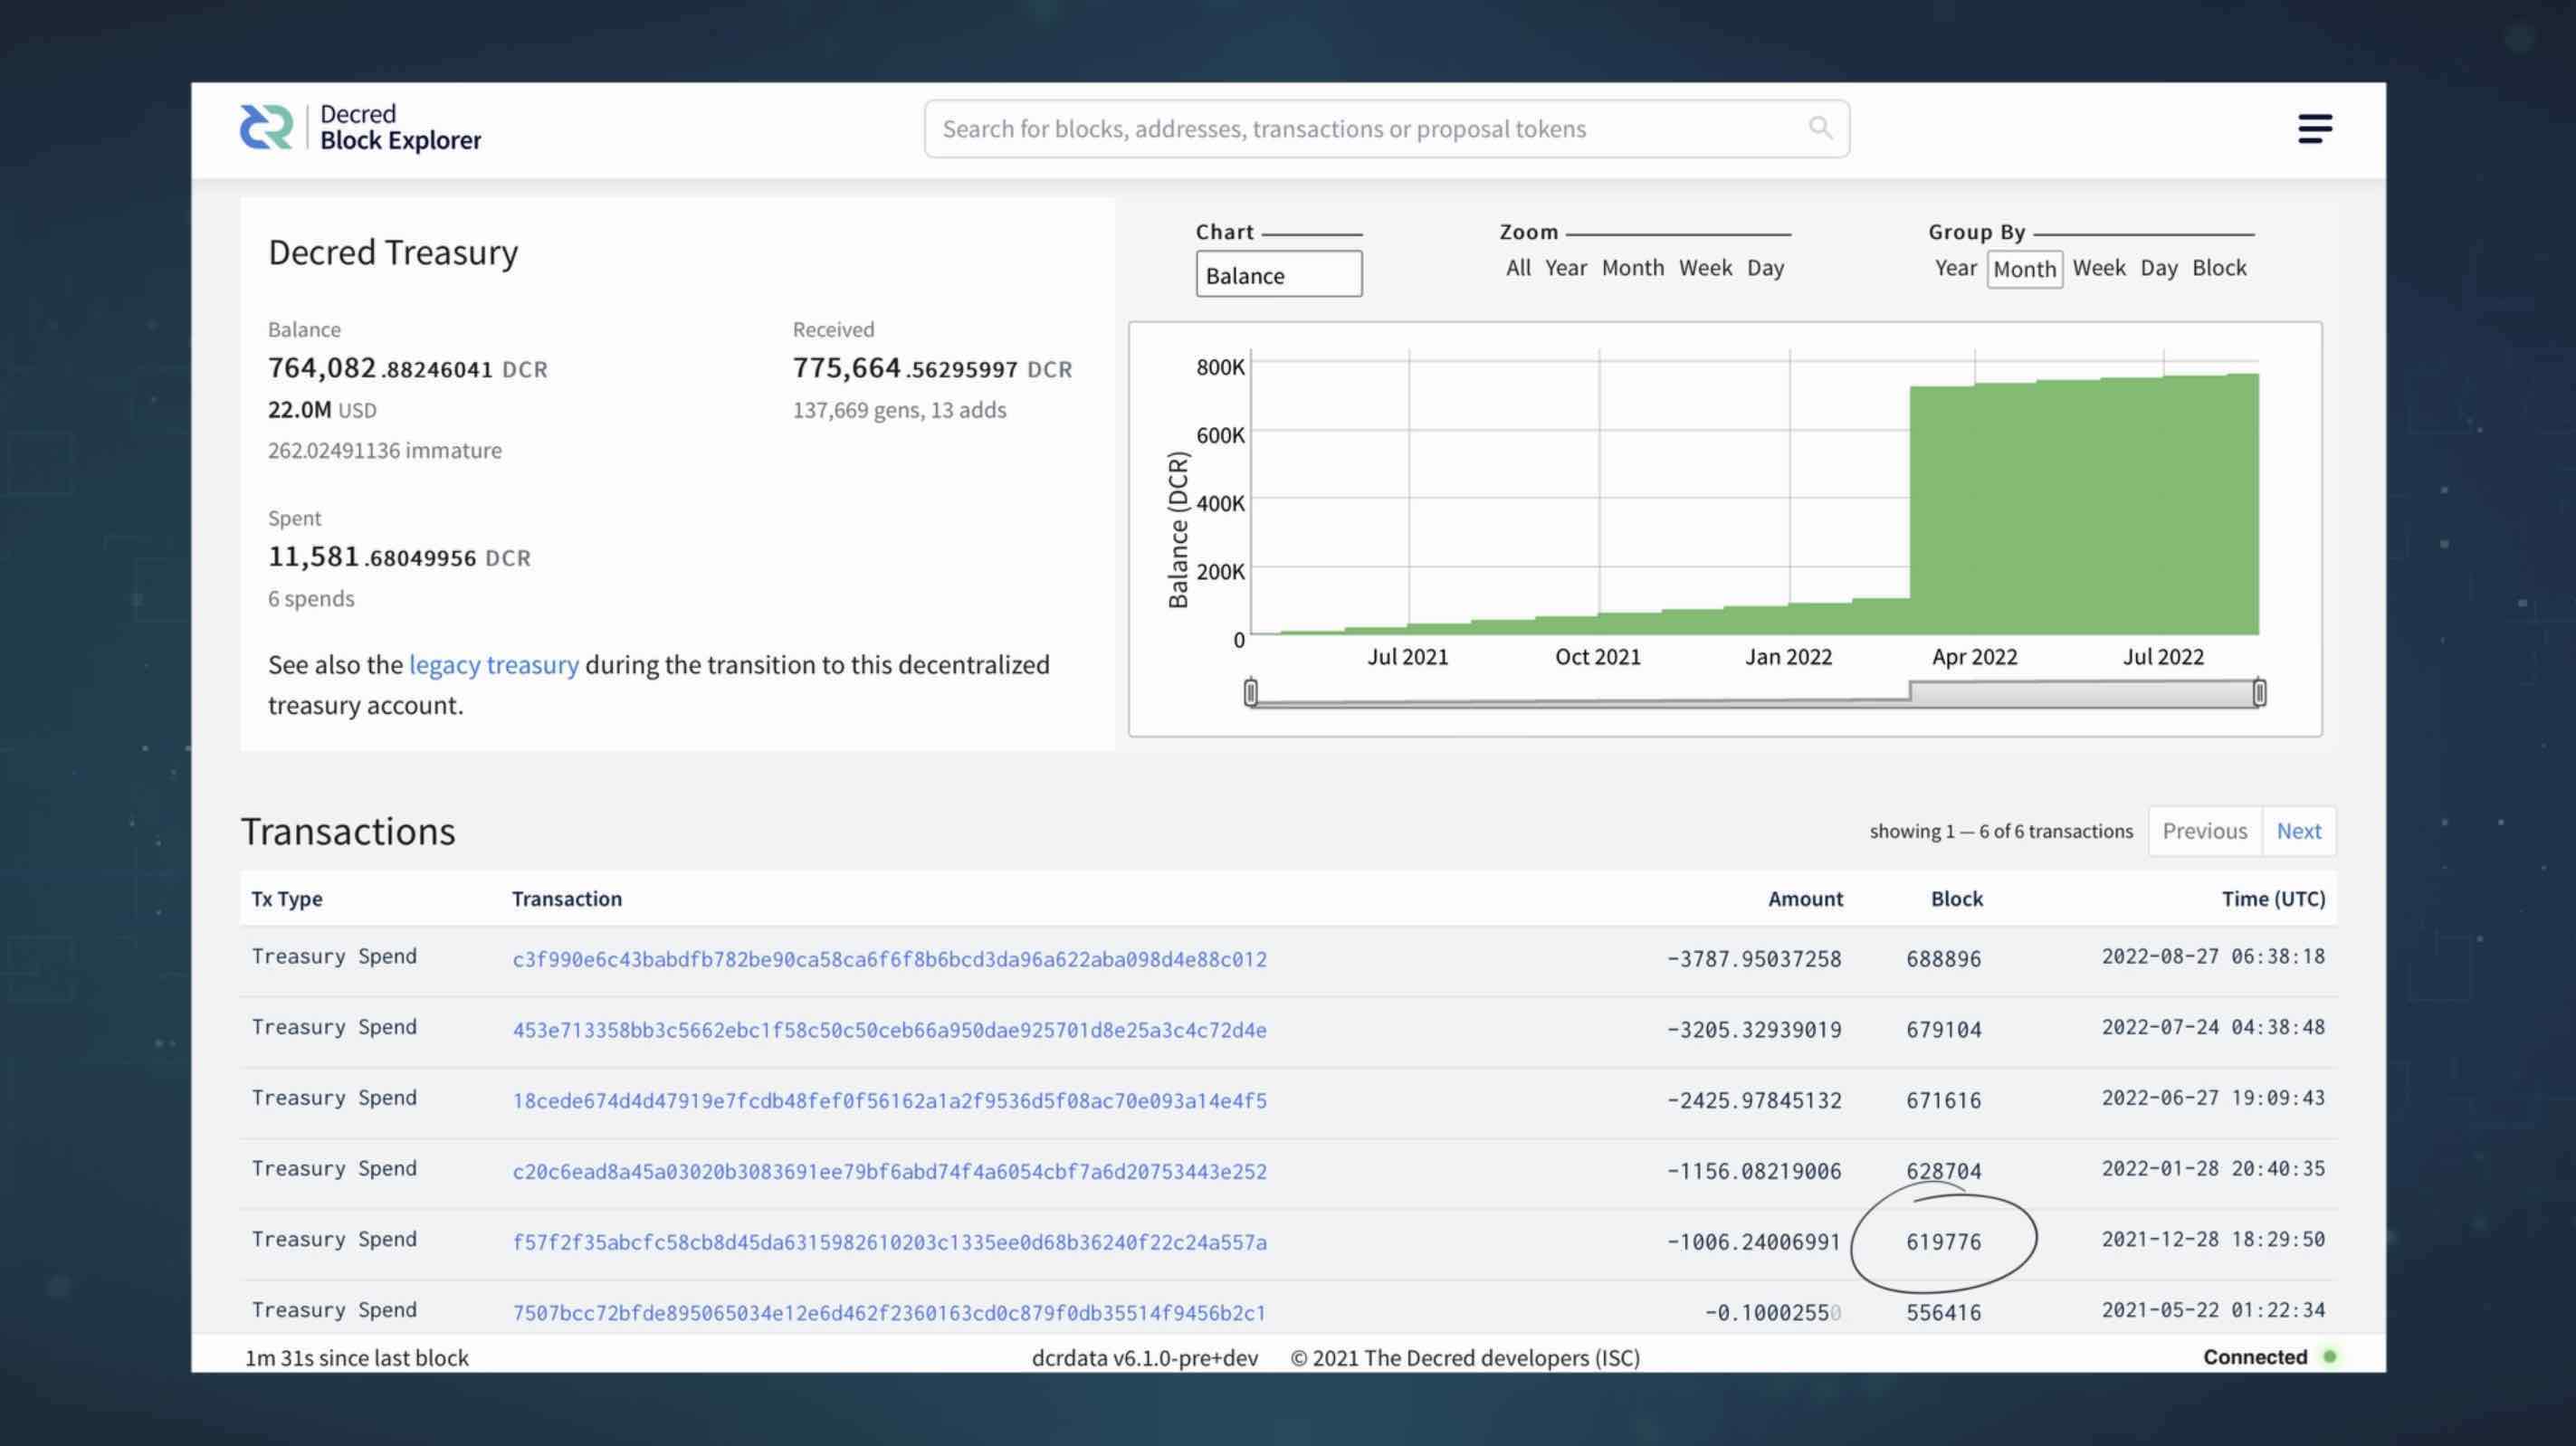 Decred
Block Explorer
Search for blocks, addresses, transactions or proposal tokens
Decred Treasury
Balance
764,082.88246041 DCR
22.0M USD
262.02491136 immature
Received
775,664.56295997 DCR
137,669 gens, 13 adds
Spent
11,581.68049956 DCR
6 spends
See also the legacy treasury during the transition to this decentralized
treasury account.
Chart
Balance
Zoom
All Year Month Week Day
Group By
Year Month Week Day Block
Balance (DCR)
800K
600K
400K
200K
0
Jul 2021 Oct 2021 Jan 2022 Apr 2022 Jul 2022
Transactions
showing 1 — 6 of 6 transactions Previous Next
Tx Type Transaction Amount Block Time (UTC)
Treasury Spend c3f990e6c43babdfb782be90ca58ca6f6f8b6bcd3da96a622aba098d4e88c012 -3787.95037258 688896 2022-08-27 06:38:18
Treasury Spend 453e713358bb3c5662ebc1f58c50c50ceb66a950dae925701d8e25a3c4c72d4e -3205.32939019 679104 2022-07-24 04:38:48
Treasury Spend 18cede674d4d47919e7fcdb48fef0f56162a1a2f9536d5f08ac70e093a14e4f5 -2425.97845132 671616 2022-06-27 19:09:43
Treasury Spend c20c6ead8a45a03020b3083691ee79bf6abd74f4a6054cbf7a6d20753443e252 -1156.08219006 628704 2022-01-28 20:40:35
Treasury Spend f57f2f35abcfc58cb8d45da6315982610203c1335ee0d68b36240f22c24a557a -1006.24006991 619776 2021-12-28 18:29:50
Treasury Spend 7507bcc72bfde895065034e12e6d462f2360163cd0c879f0db35514f9456b2c1 -0.10002550 556416 2021-05-22 01:22:34
1m 31s since last block dcrdata v6.1.0-pre+dev © 2021 The Decred developers (ISC) Connected